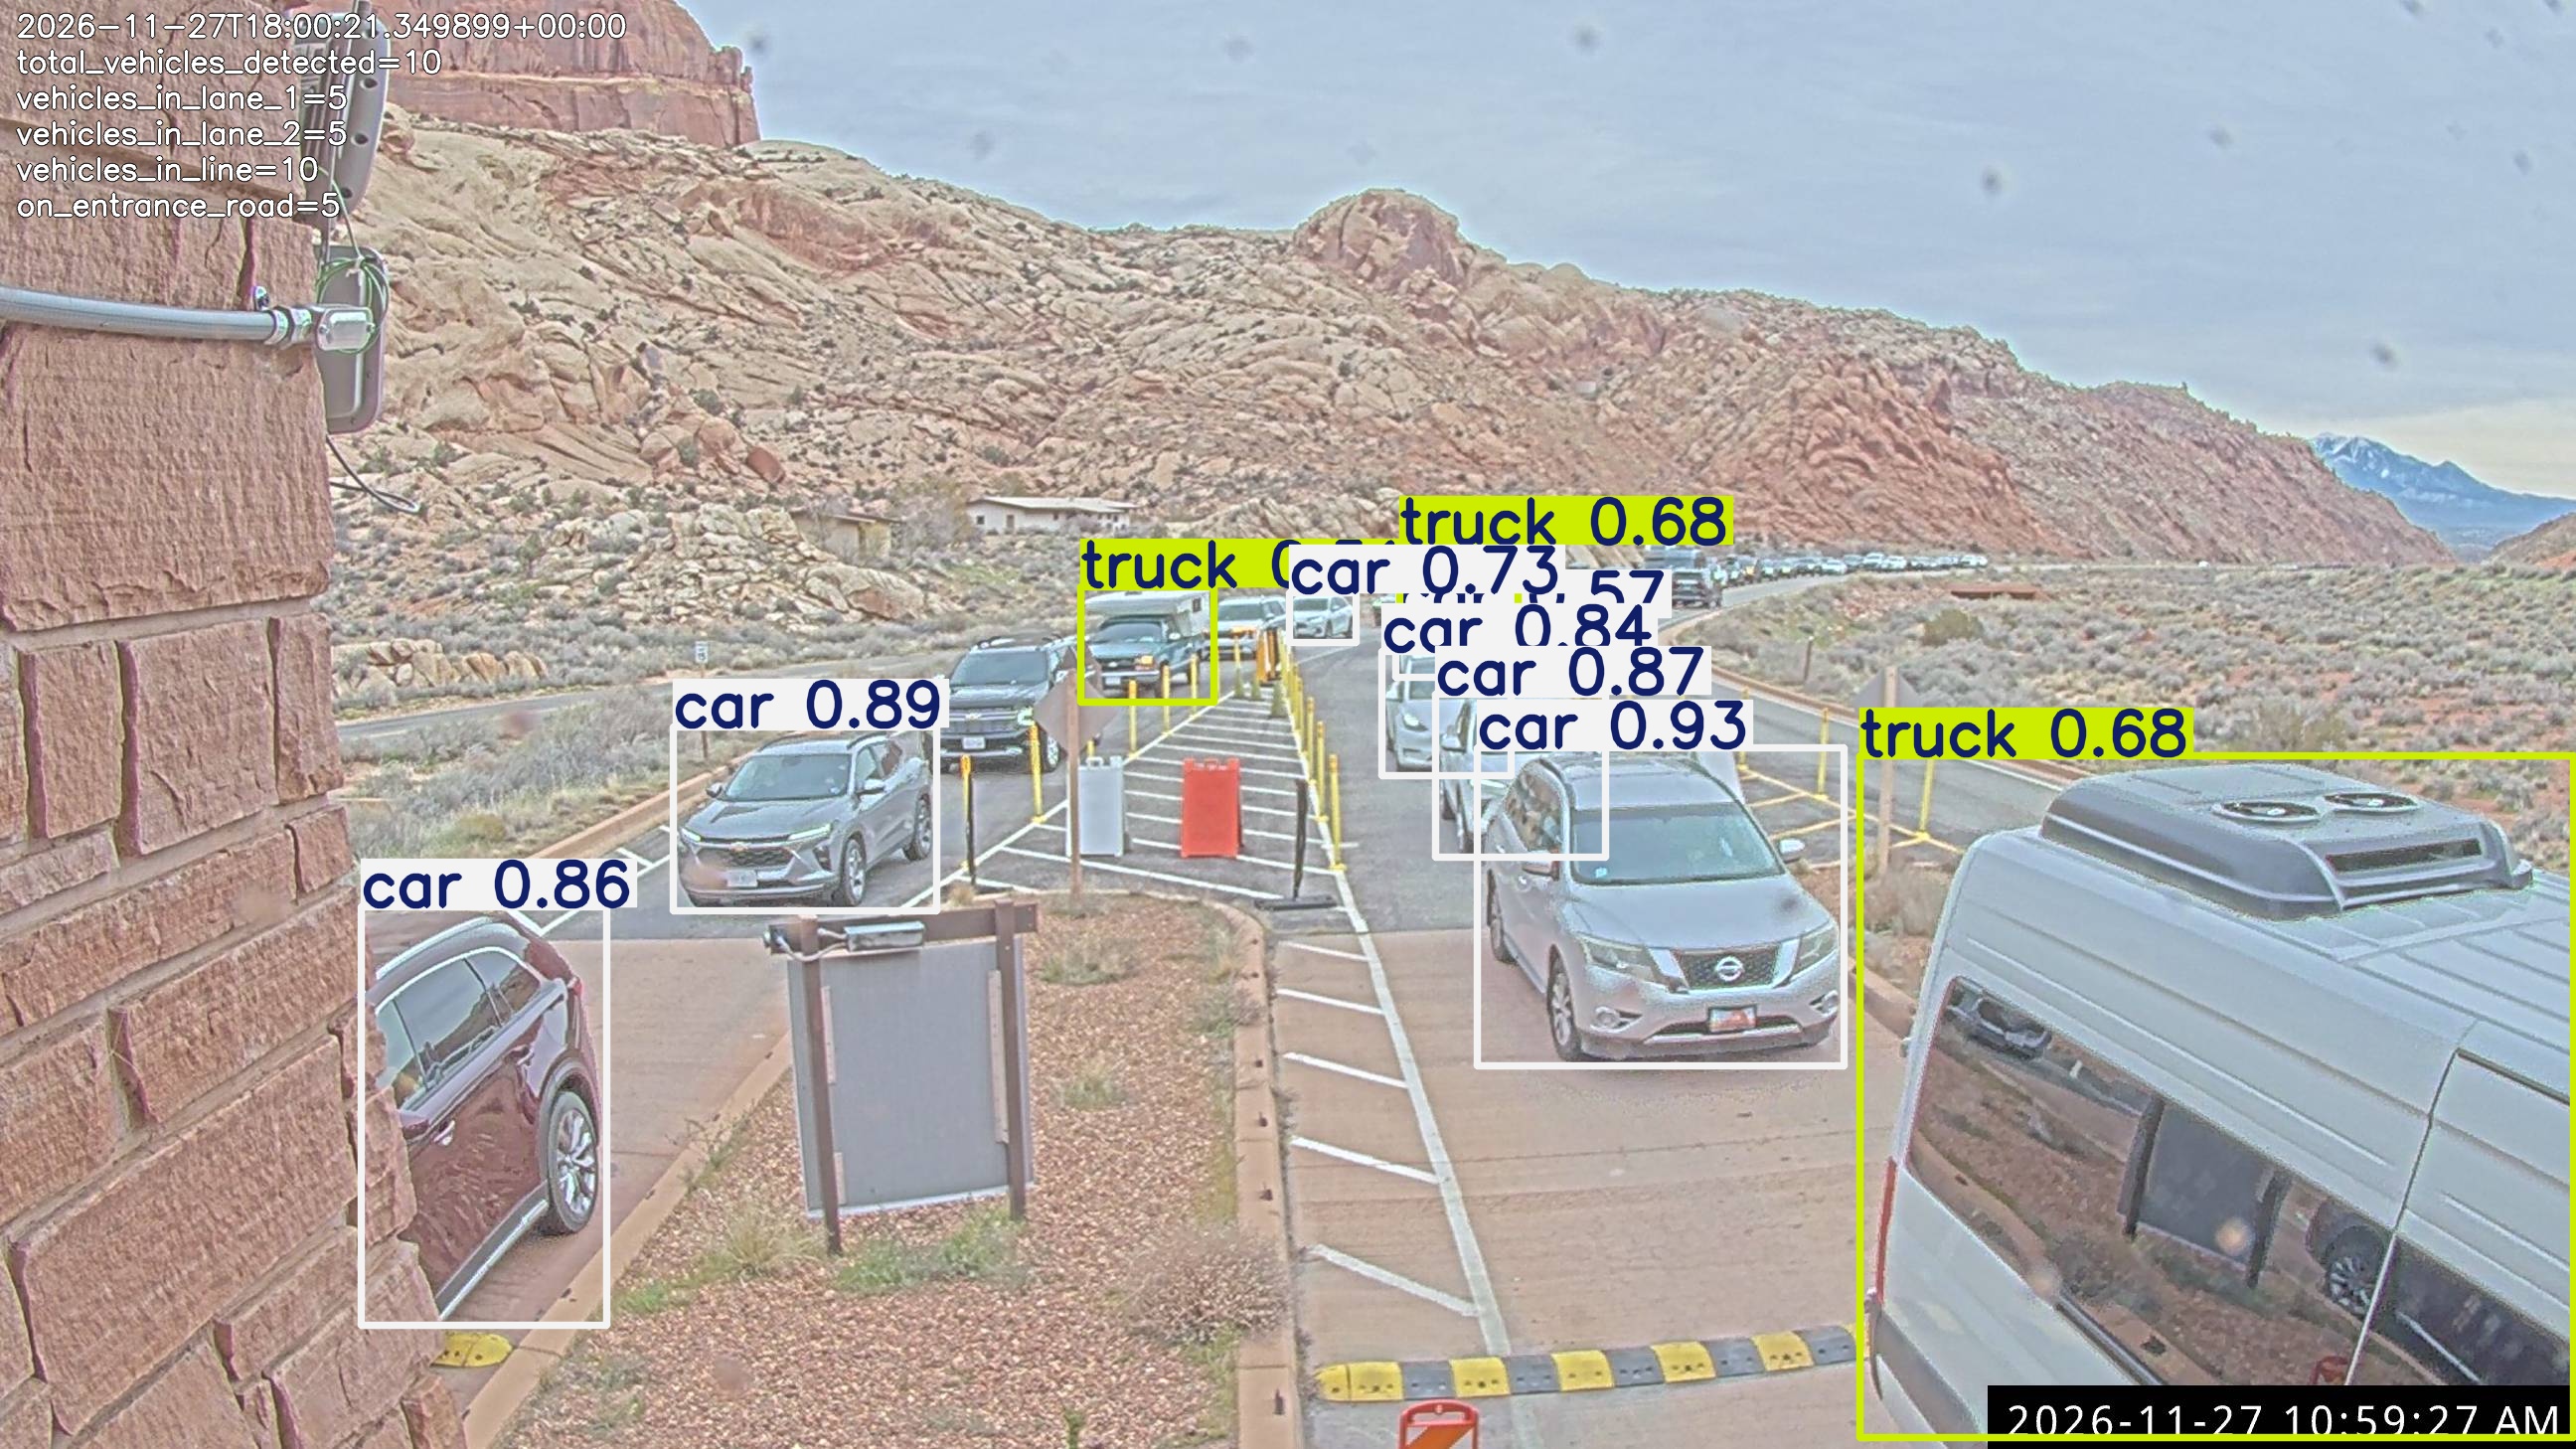 2026-11-27T18:00:21.349899+00:00
total_vehicles_detected=10
vehicles_in_lane_1=5
vehicles_in_lane_2=5
vehicles_in_line=10
on_entrance_road=5
truck 0.68
truck
car 0.73
car 0.84
car 0.87
car 0.89
car 0.93
truck 0.68
car 0.86
2026-11-27 10:59:27 AM